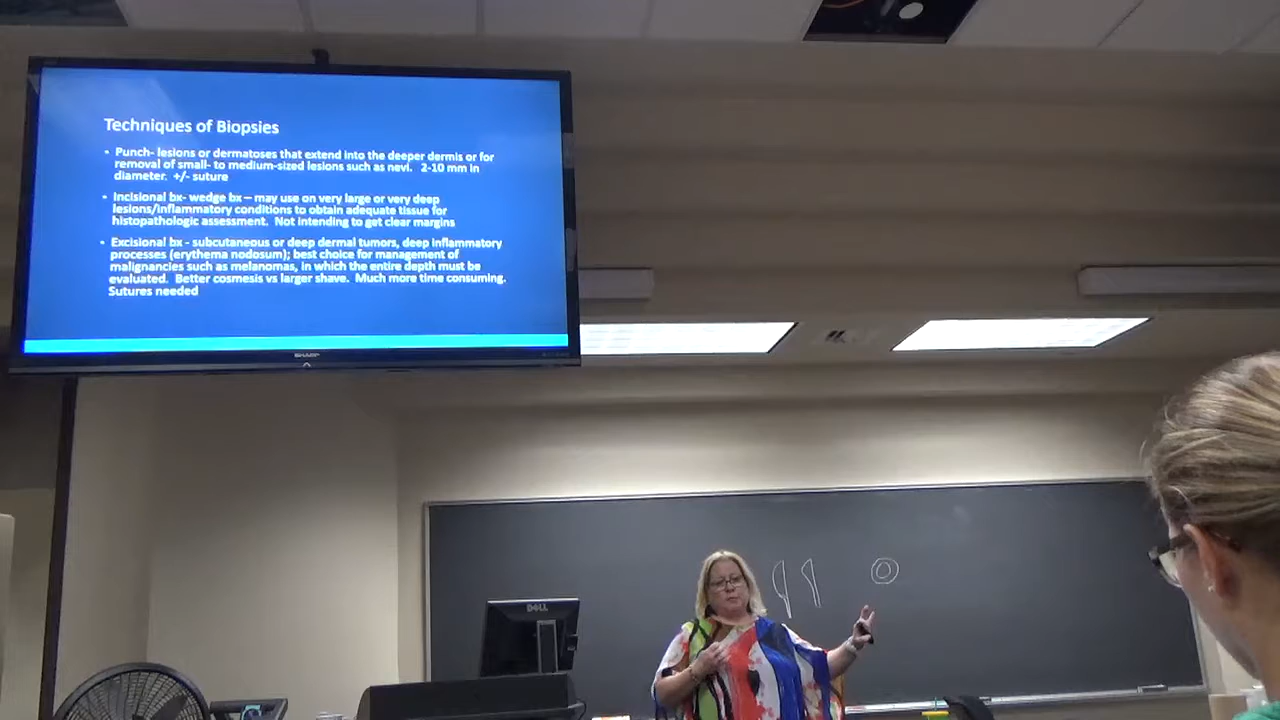 Techniques of Biopsies
• Punch- lesions or dermatoses that extend into the deeper dermis or for
removal of small- to medium-sized lesions such as nevi. 2-10 mm in
diameter. +/- suture
• Incisional bx- wedge bx – may use on very large or very deep
lesions/inflammatory conditions to obtain adequate tissue for
histopathologic assessment. Not intending to get clear margins
• Excisional bx - subcutaneous or deep dermal tumors, deep inflammatory
processes (erythema nodosum); best choice for management of
malignancies such as melanomas, in which the entire depth must be
evaluated. Better cosmesis vs larger shave. Much more time consuming.
Sutures needed
SHARP
DELL